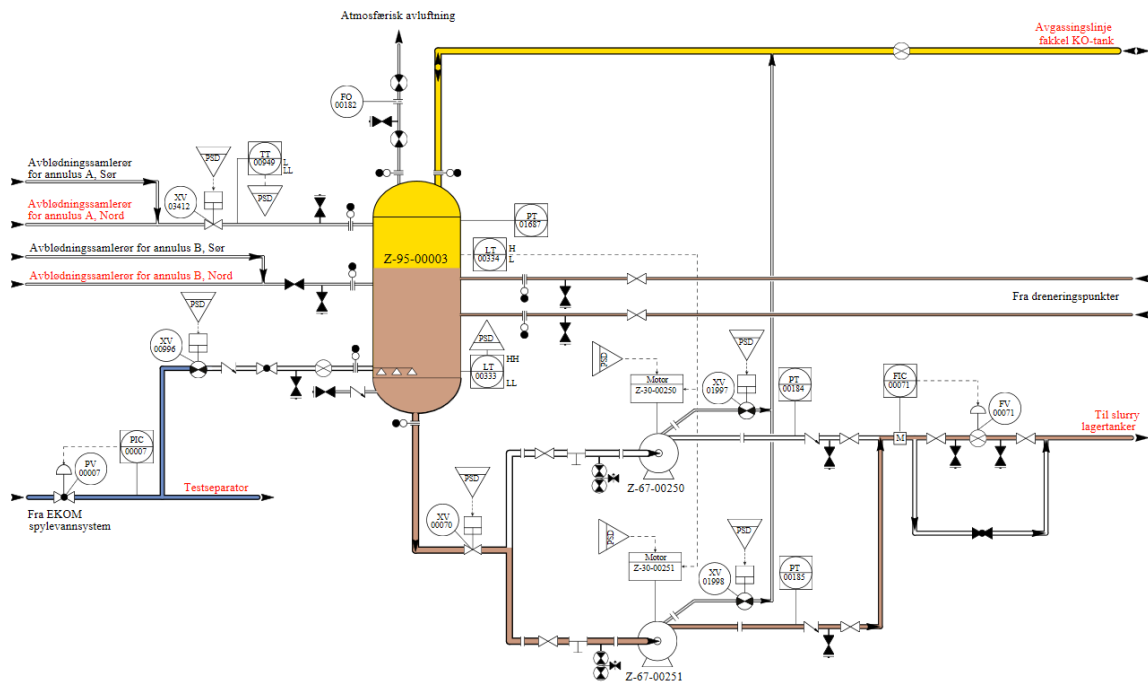 Atmosfærisk avluftning
Avgassingslinje
fakkel KO-tank
FO
00182
PSD
TT
00949
L
LL
PSD
XV
03412
Avblødningssamlerør
for annulus A, Sør
Avblødningssamlerør
for annulus A, Nord
Avblødningssamlerør for annulus B, Sør
Avblødningssamlerør for annulus B, Nord
PT
01687
LT
00334
H
L
Z-95-00003
Fra dreneringspunkter
PSD
XV
00996
PSD
LT
00333
HH
LL
PSD
Motor
Z-30-00250
PSD
XV
01997
PT
00184
FIC
00071
FV
00071
M
Til slurry
lagertanker
PIC
00007
PV
00007
Testseparator
Fra EKOM
spylevannsystem
Z-67-00250
PSD
XV
00070
PSD
Motor
Z-30-00251
PSD
XV
01998
PT
00185
Z-67-00251